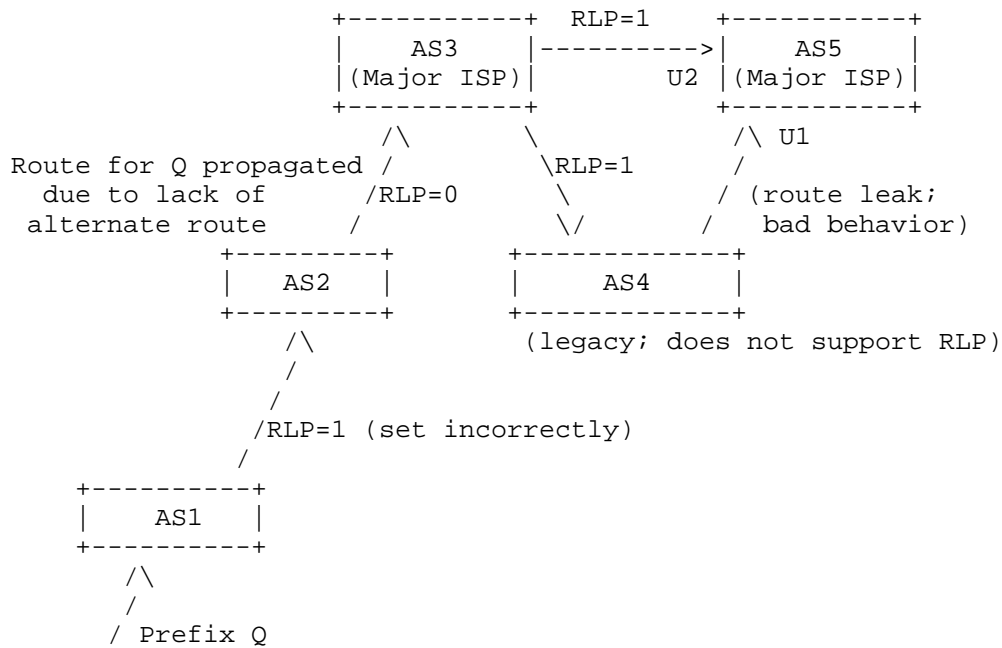 RLP=1
AS3
AS5
(Major ISP)
U2
(Major ISP)
U1
Route for Q propagated
RLP=1
due to lack of
RLP=0
(route leak;
alternate route
bad behavior)
AS2
AS4
(legacy; does not support RLP)
RLP=1 (set incorrectly)
AS1
Prefix Q